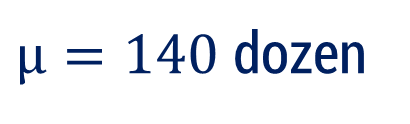 μ = 140 dozen